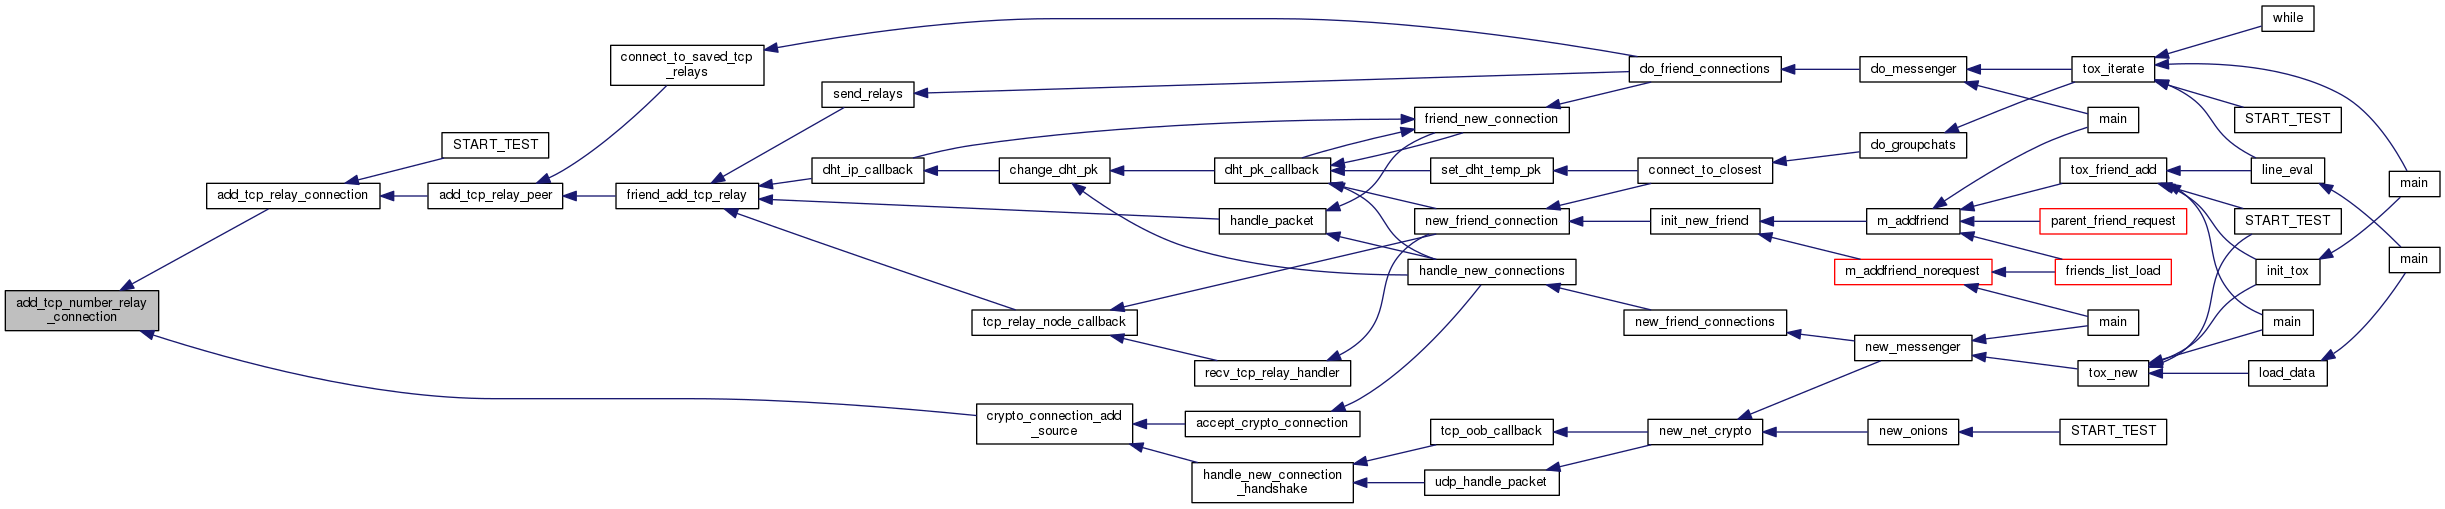 add_tcp_number_relay
_connection
add_tcp_relay_connection
START_TEST
add_tcp_relay_peer
connect_to_saved_tcp
_relays
friend_add_tcp_relay
send_relays
dht_ip_callback
change_dht_pk
tcp_relay_node_callback
crypto_connection_add
_source
dht_pk_callback
handle_packet
recv_tcp_relay_handler
accept_crypto_connection
handle_new_connection
_handshake
friend_new_connection
set_dht_temp_pk
new_friend_connection
handle_new_connections
tcp_oob_callback
udp_handle_packet
do_friend_connections
connect_to_closest
init_new_friend
new_friend_connections
new_net_crypto
do_messenger
do_groupchats
m_addfriend
m_addfriend_norequest
new_messenger
new_onions
tox_iterate
main
tox_friend_add
parent_friend_request
friends_list_load
main
tox_new
START_TEST
while
START_TEST
line_eval
START_TEST
init_tox
main
load_data
main
main